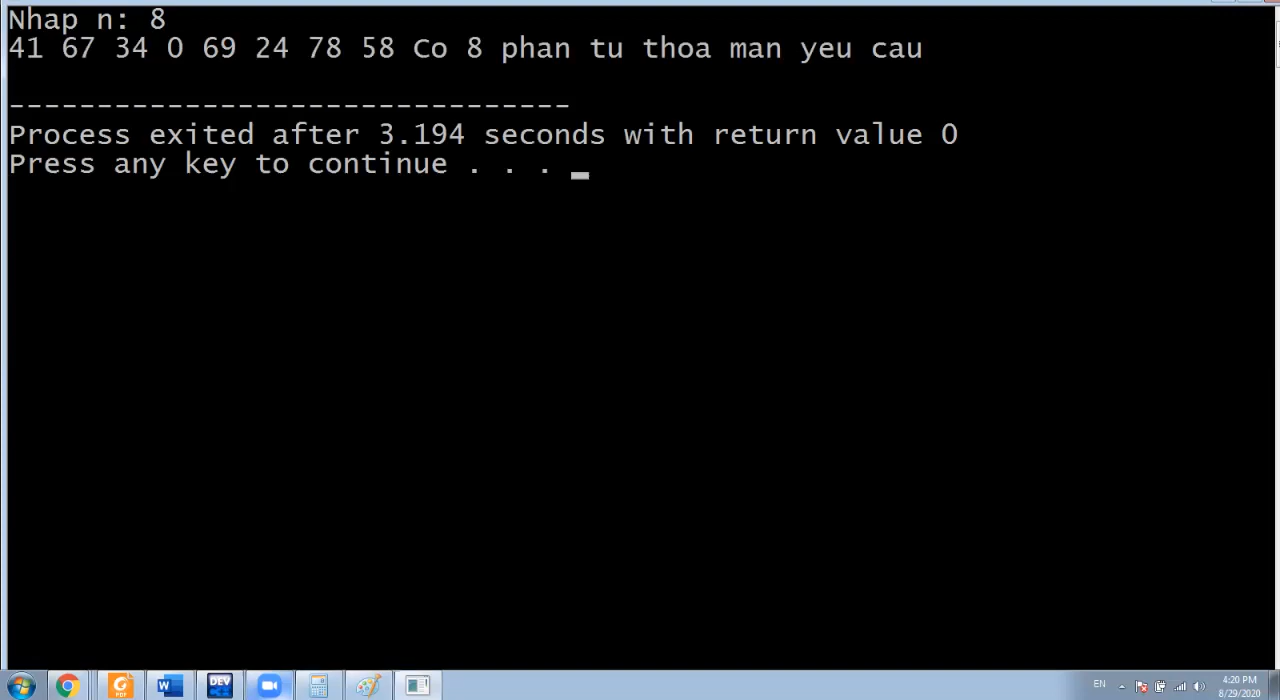 Nhap n: 8
41 67 34 0 69 24 78 58 Co 8 phan tu thoa man yeu cau
--------------------------------
Process exited after 3.194 seconds with return value 0
Press any key to continue . . . _
PDF
W
DEV
EN
4:20 PM
8/29/2020